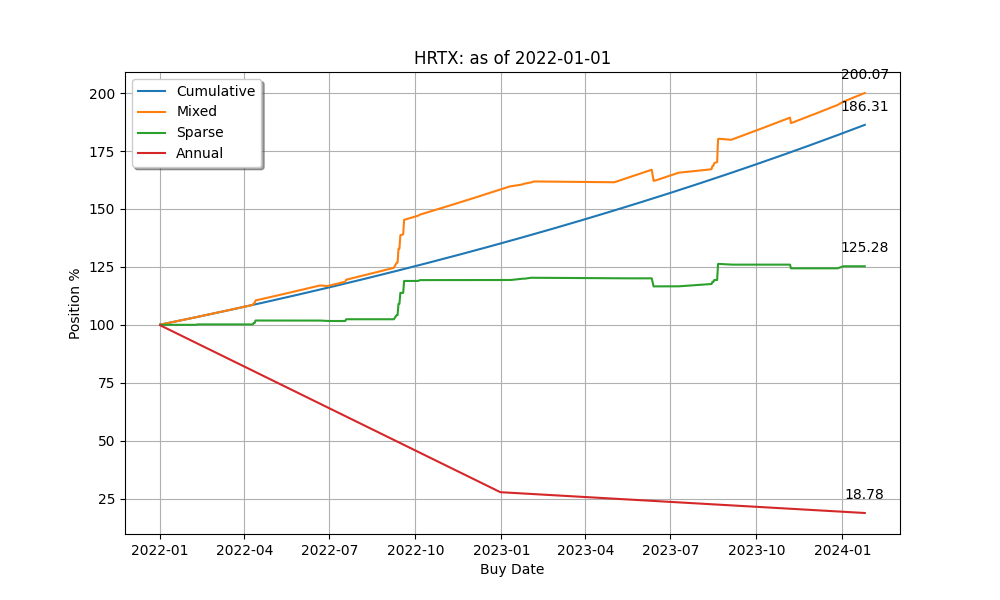 HRTX: as of 2022-01-01
200.07
200
Cumulative
186.31
Mixed
Sparse
175
Annual
150
125.28
125
Position %
100
75
50
18.78
25
2022-01 2022-04 2022-07 2022-10 2023-01 2023-04 2023-07 2023-10 2024-01
Buy Date